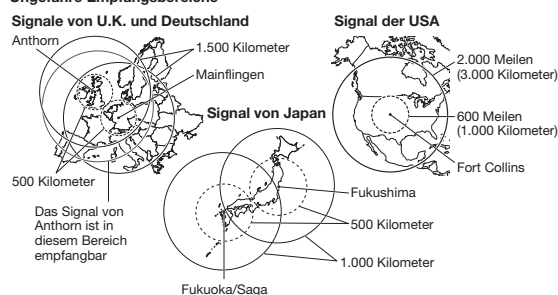 Ungefähre Empfangsbereiche
Signale von U.K. und Deutschland
Anthorn
1.500 Kilometer
Mainflingen
500 Kilometer
Das Signal von
Anthorn ist in
diesem Bereich
empfangbar
Signal der USA
2.000 Meilen
(3.000 Kilometer)
600 Meilen
(1.000 Kilometer)
Fort Collins
Signal von Japan
Fukushima
500 Kilometer
1.000 Kilometer
Fukuoka/Saga